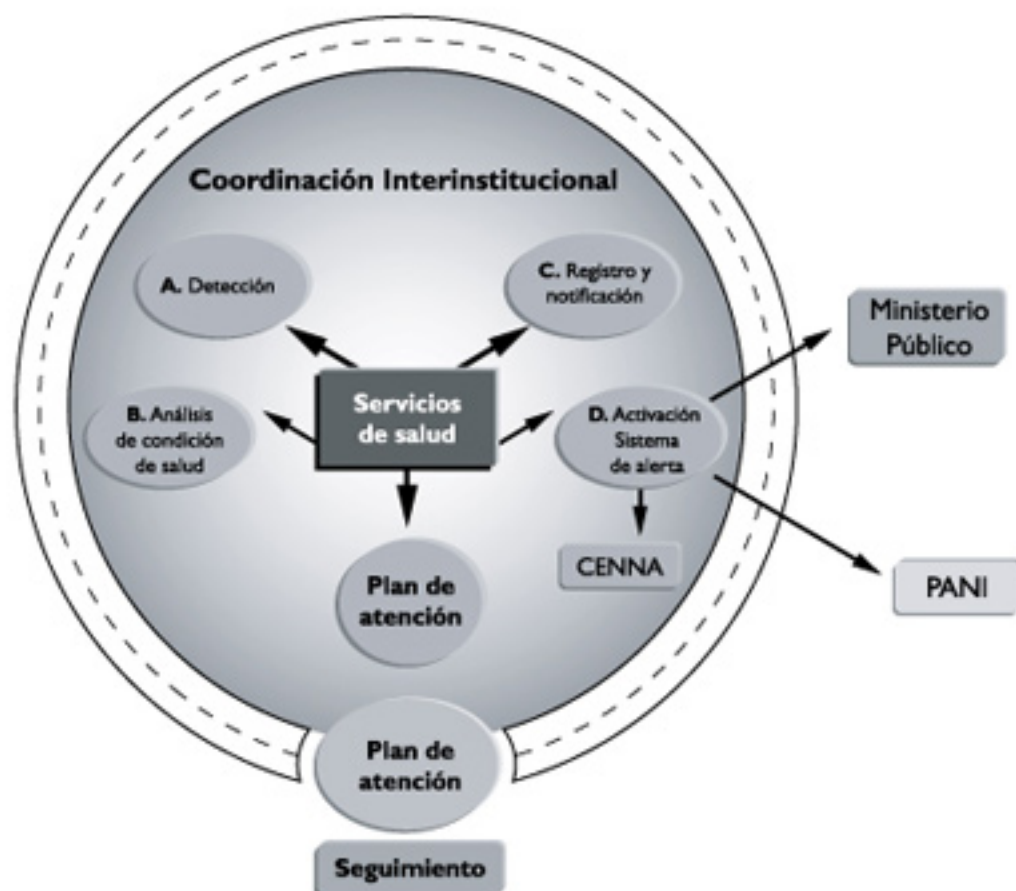 Coordinación Interinstitucional
A. Detección
C. Registro y
notificación
Ministerio
Público
Servicios
de salud
B. Análisis
de condición
de salud
D. Activación
Sistema
de alerta
CENNA
PANI
Plan de
atención
Plan de
atención
Seguimiento